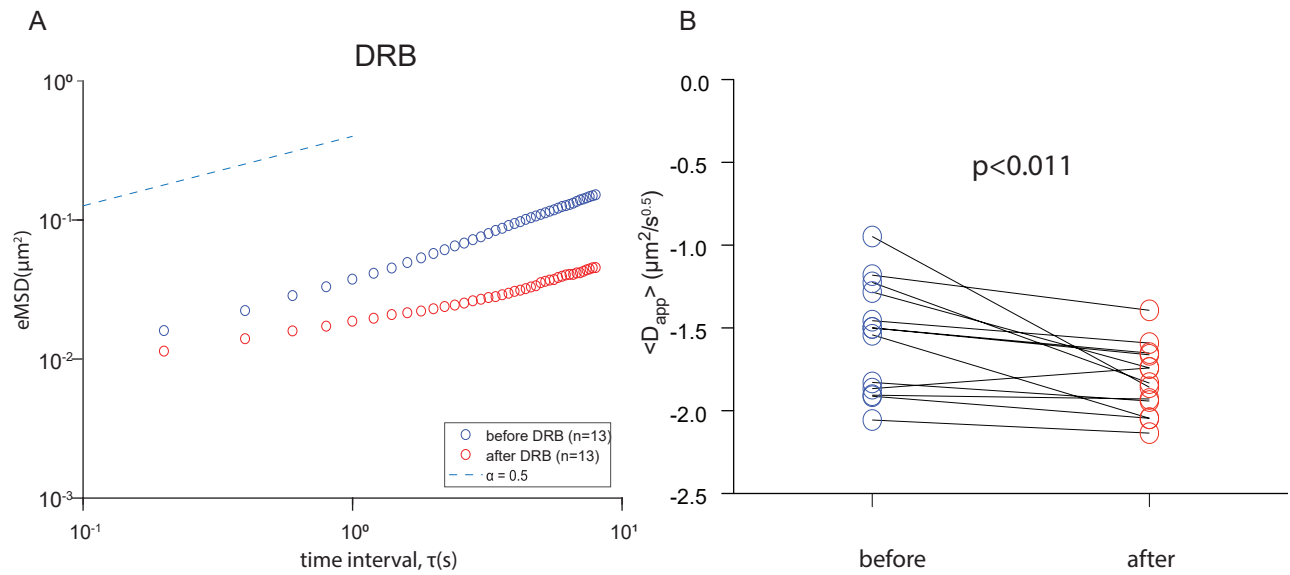 A
DRB
10⁰
10⁻¹
10⁻²
10⁻³
eMSD(μm²)
before DRB (n=13)
after DRB (n=13)
α = 0.5
10⁻¹
10⁰
10¹
time interval, τ(s)
B
0.0
-0.5
-1.0
-1.5
-2.0
-2.5
<D_app> (μm²/s^0.5)
p<0.011
before
after